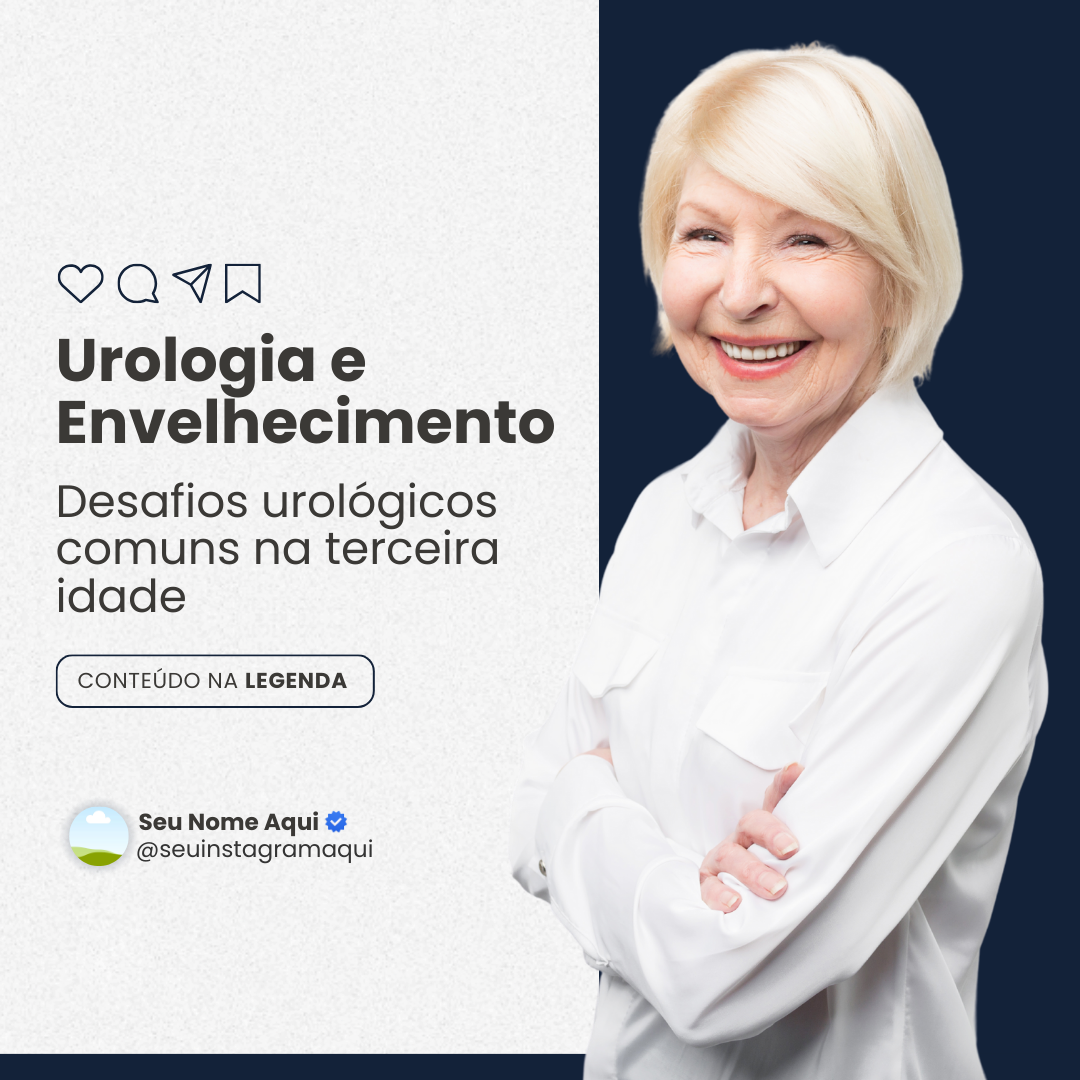 Urologia e
Envelhecimento
Desafios urológicos
comuns na terceira
idade
CONTEÚDO NA LEGENDA
Seu Nome Aqui
@seuinstagramaqui